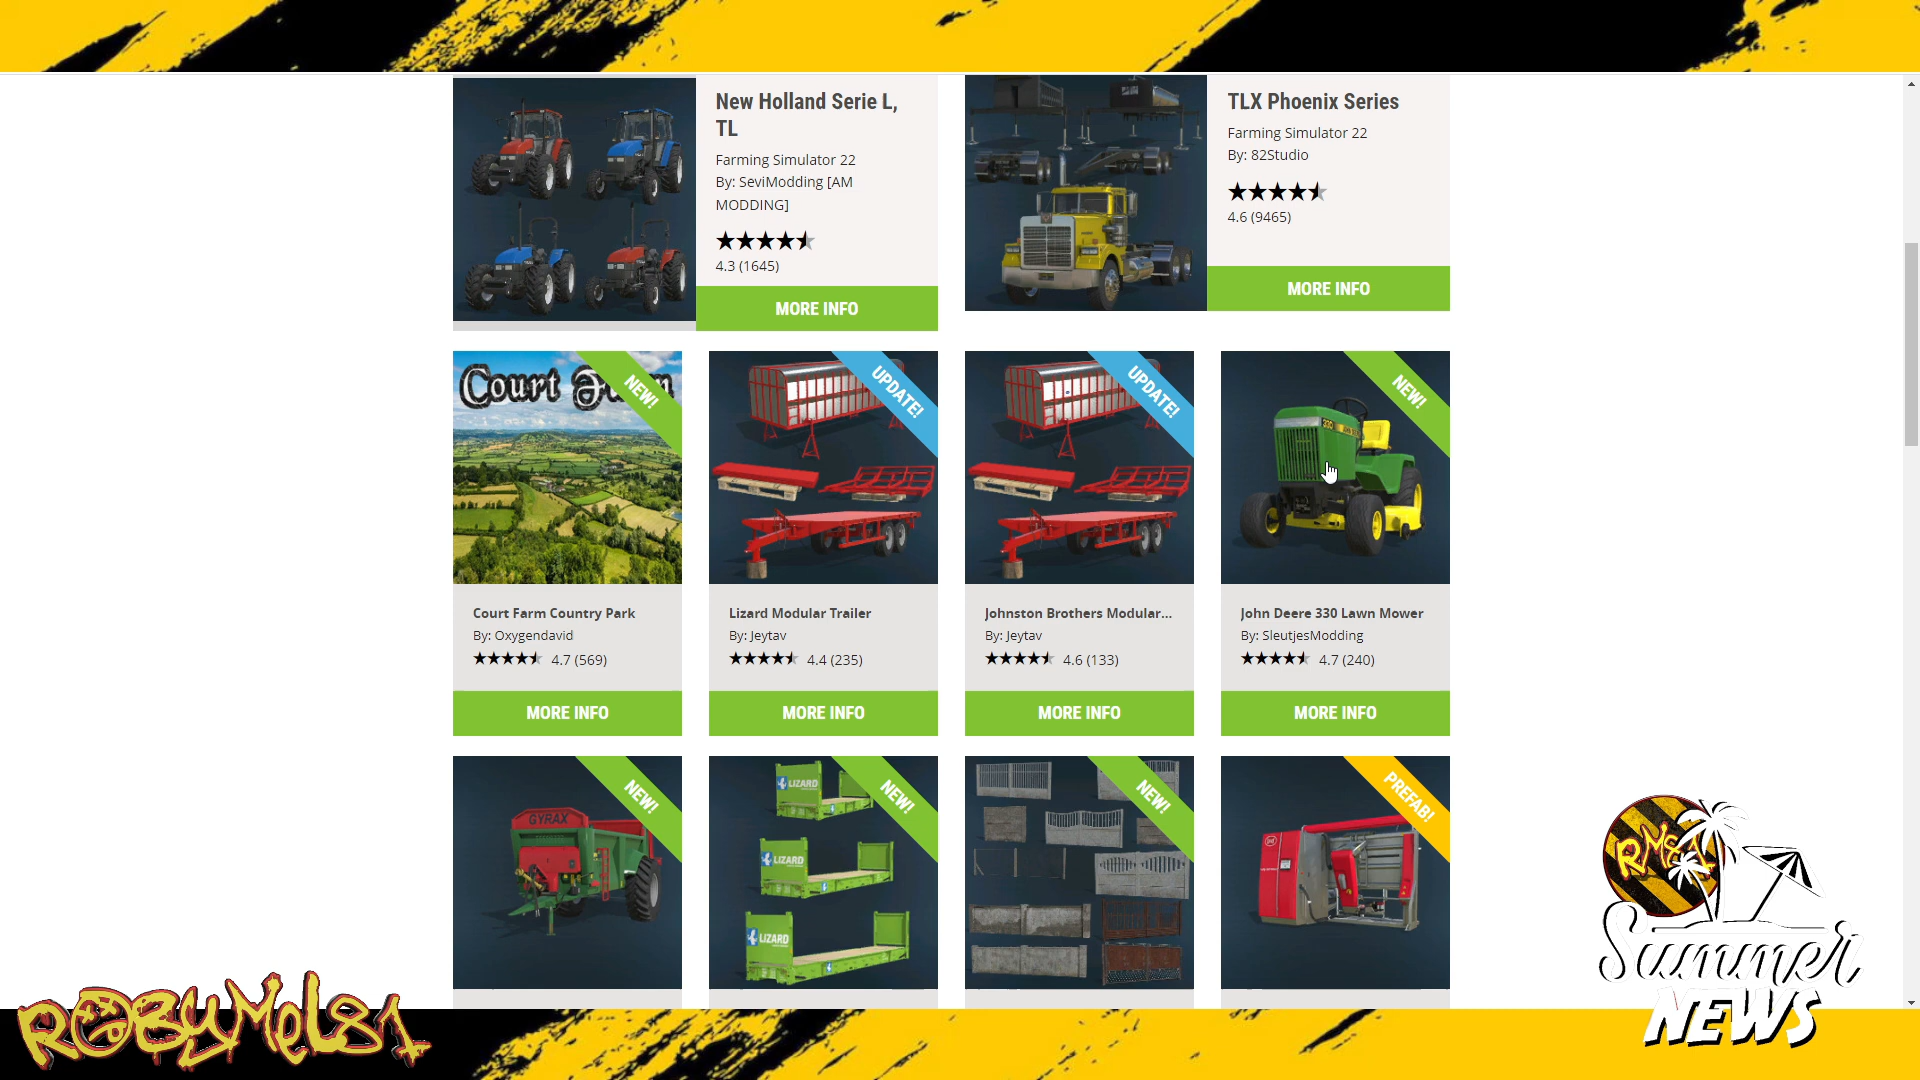 New Holland Serie L,
TL
Farming Simulator 22
By: SeviModding [AM
MODDING]
4.3 (1645)
MORE INFO
TLX Phoenix Series
Farming Simulator 22
By: 82Studio
4.6 (9465)
MORE INFO
Court Farm
NEW!
UPDATE!
UPDATE!
NEW!
Court Farm Country Park
By: Oxygendavid
4.7 (569)
MORE INFO
Lizard Modular Trailer
By: Jeytav
4.4 (235)
MORE INFO
Johnston Brothers Modular...
By: Jeytav
4.6 (133)
MORE INFO
John Deere 330 Lawn Mower
By: SleutjesModding
4.7 (240)
MORE INFO
GYRAX
NEW!
LIZARD
LIZARD
LIZARD
NEW!
NEW!
PREFAB!
RM81
Summer
NEWS
RobyMel81